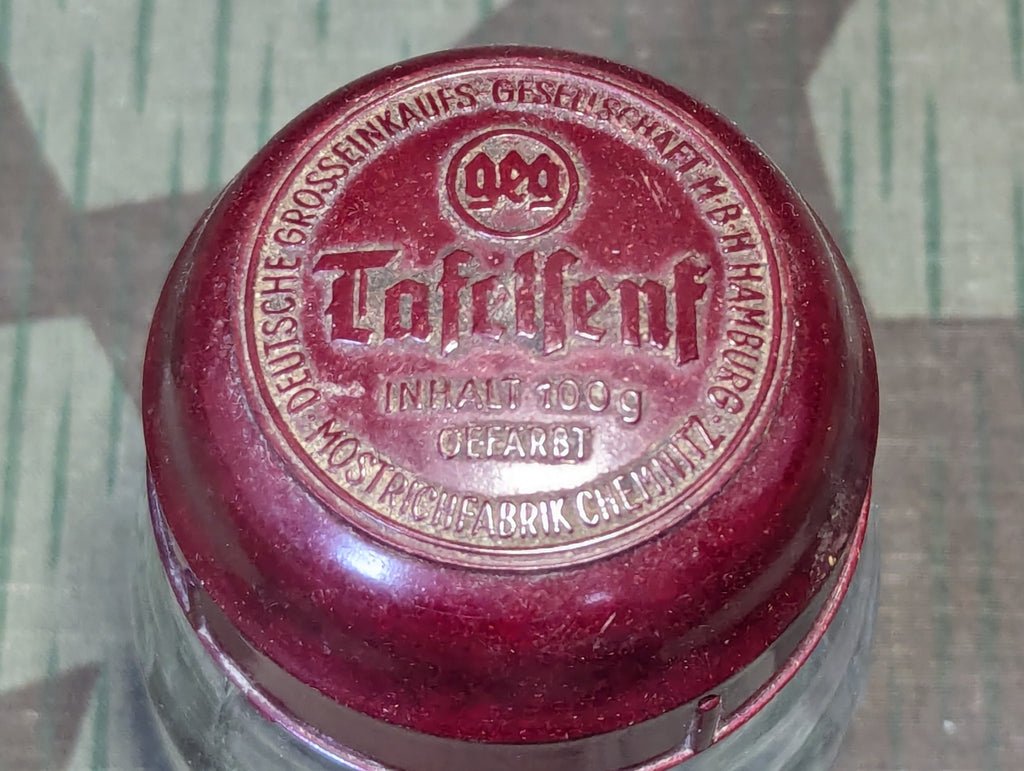 DEUTSCHE GROSSEINKAUFS-GESELLSCHAFT M·B·H HAMBURG·
geg
Tafelsenf
INHALT 100g
GEFÄRBT
MOSTRICHFABRIK CHEMNITZ·